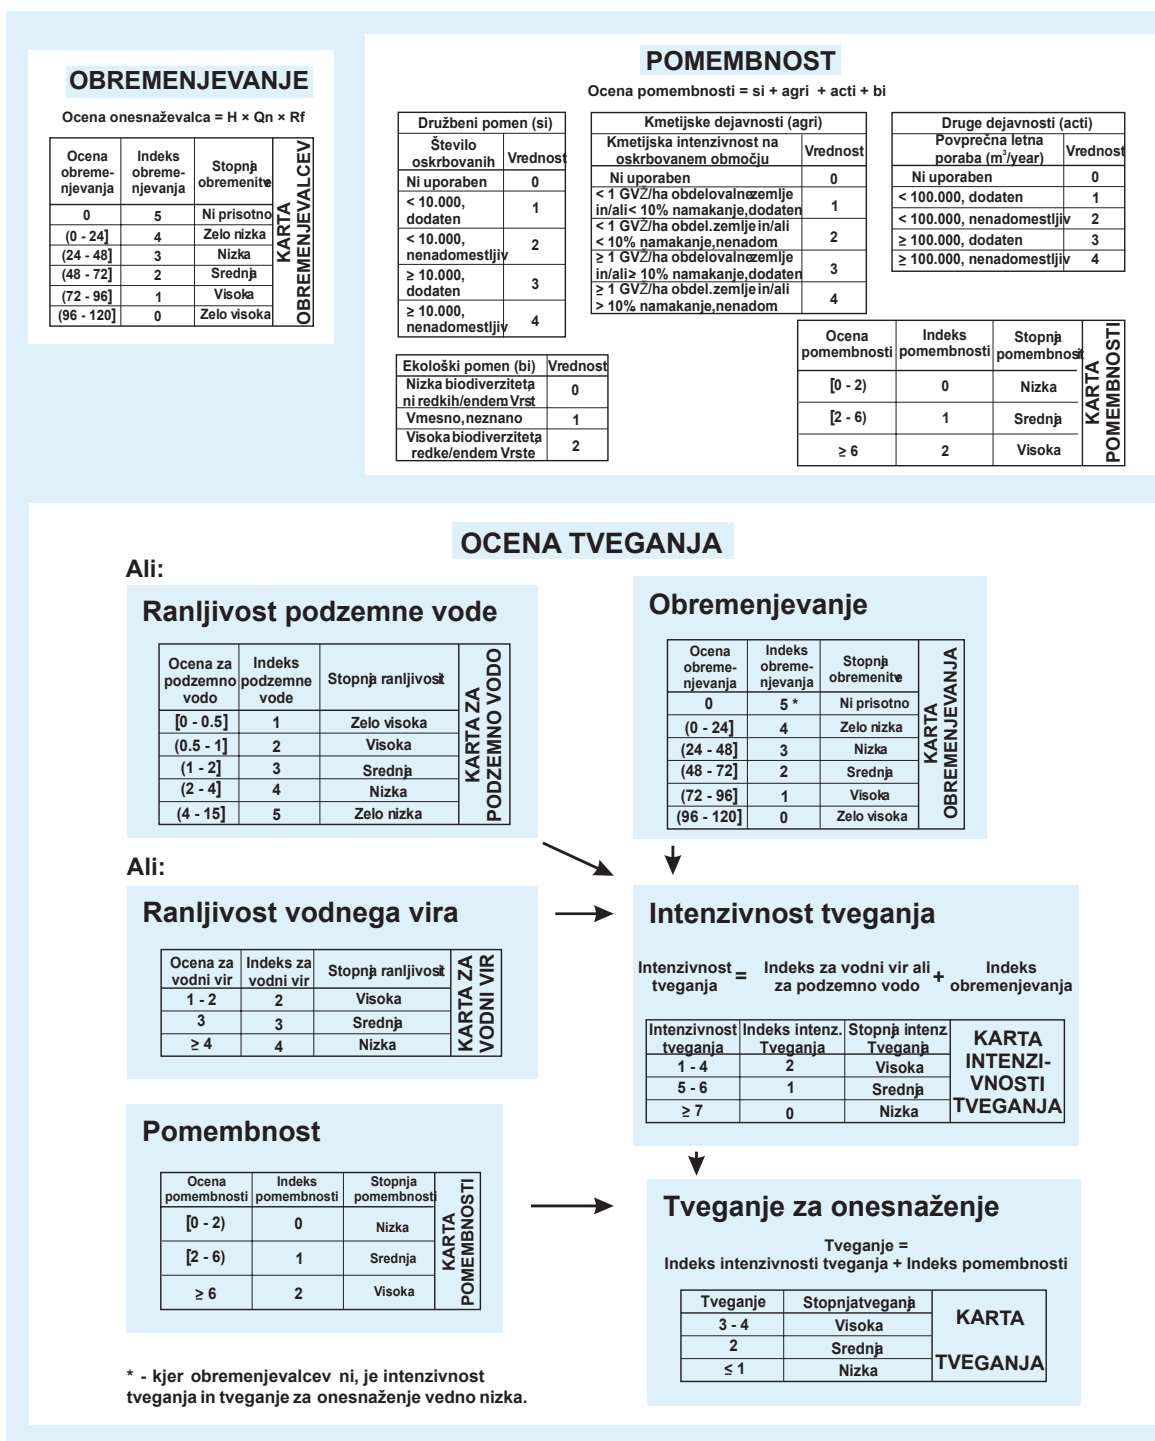 OBREMENJEVANJE
Ocena onesnaževalca = H × Qn × Rf
Ocena obreme- njevanja | Indeks obreme- njevanja | Stopnja obremenitve
0 | 5 | Ni prisotno
(0 - 24] | 4 | Zelo nizka
(24 - 48] | 3 | Nizka
(48 - 72] | 2 | Srednja
(72 - 96] | 1 | Visoka
(96 - 120] | 0 | Zelo visoka
KARTA
OBREMENJEVALCEV
POMEMBNOST
Ocena pomembnosti = si + agri + acti + bi
Družbeni pomen (si)
Število oskrbovanih | Vrednost
Ni uporaben | 0
< 10.000, dodaten | 1
< 10.000, nenadomestljiv | 2
≥ 10.000, dodaten | 3
≥ 10.000, nenadomestljiv | 4
Kmetijske dejavnosti (agri)
Kmetijska intenzivnost na oskrbovanem območju | Vrednost
Ni uporaben | 0
< 1 GVŽ/ha obdelovalne zemlje in/ali < 10% namakanje, dodaten | 1
< 1 GVŽ/ha obdel. zemlje in/ali < 10% namakanje, nenadom | 2
≥ 1 GVŽ/ha obdelovalne zemlje in/ali ≥ 10% namakanje, dodaten | 3
≥ 1 GVŽ/ha obdel. zemlje in/ali > 10% namakanje, nenadom | 4
Druge dejavnosti (acti)
Povprečna letna poraba (m³/year) | Vrednost
Ni uporaben | 0
< 100.000, dodaten | 1
< 100.000, nenadomestljiv | 2
≥ 100.000, dodaten | 3
≥ 100.000, nenadomestljiv | 4
Ekološki pomen (bi) | Vrednost
Nizka biodiverziteta, ni redkih/endem. Vrst | 0
Vmesno, neznano | 1
Visoka biodiverziteta, redke/endem. Vrste | 2
Ocena pomembnosti | Indeks pomembnosti | Stopnja pomembnosti
[0 - 2) | 0 | Nizka
[2 - 6) | 1 | Srednja
≥ 6 | 2 | Visoka
KARTA
POMEMBNOSTI
OCENA TVEGANJA
Ali:
Ranljivost podzemne vode
Ocena za podzemno vodo | Indeks podzemne vode | Stopnja ranljivosti
[0 - 0.5] | 1 | Zelo visoka
(0.5 - 1] | 2 | Visoka
(1 - 2] | 3 | Srednja
(2 - 4] | 4 | Nizka
(4 - 15] | 5 | Zelo nizka
KARTA ZA
PODZEMNO VODO
Obremenjevanje
Ocena obreme- njevanja | Indeks obreme- njevanja | Stopnja obremenitve
0 | 5 * | Ni prisotno
(0 - 24] | 4 | Zelo nizka
(24 - 48] | 3 | Nizka
(48 - 72] | 2 | Srednja
(72 - 96] | 1 | Visoka
(96 - 120] | 0 | Zelo visoka
KARTA
OBREMENJEVANJA
Ali:
Ranljivost vodnega vira
Ocena za vodni vir | Indeks za vodni vir | Stopnja ranljivosti
1 - 2 | 2 | Visoka
3 | 3 | Srednja
≥ 4 | 4 | Nizka
KARTA ZA
VODNI VIR
Intenzivnost tveganja
Intenzivnost tveganja = Indeks za vodni vir ali za podzemno vodo + Indeks obremenjevanja
Intenzivnost tveganja | Indeks intenz. Tveganja | Stopnja intenz. Tveganja
1 - 4 | 2 | Visoka
5 - 6 | 1 | Srednja
≥ 7 | 0 | Nizka
KARTA
INTENZI-
VNOSTI
TVEGANJA
Pomembnost
Ocena pomembnosti | Indeks pomembnosti | Stopnja pomembnosti
[0 - 2) | 0 | Nizka
[2 - 6) | 1 | Srednja
≥ 6 | 2 | Visoka
KARTA
POMEMBNOSTI
Tveganje za onesnaženje
Tveganje =
Indeks intenzivnosti tveganja + Indeks pomembnosti
Tveganje | Stopnja tveganja
3 - 4 | Visoka
2 | Srednja
≤ 1 | Nizka
KARTA
TVEGANJA
* - kjer obremenjevalcev ni, je intenzivnost
tveganja in tveganje za onesnaženje vedno nizka.